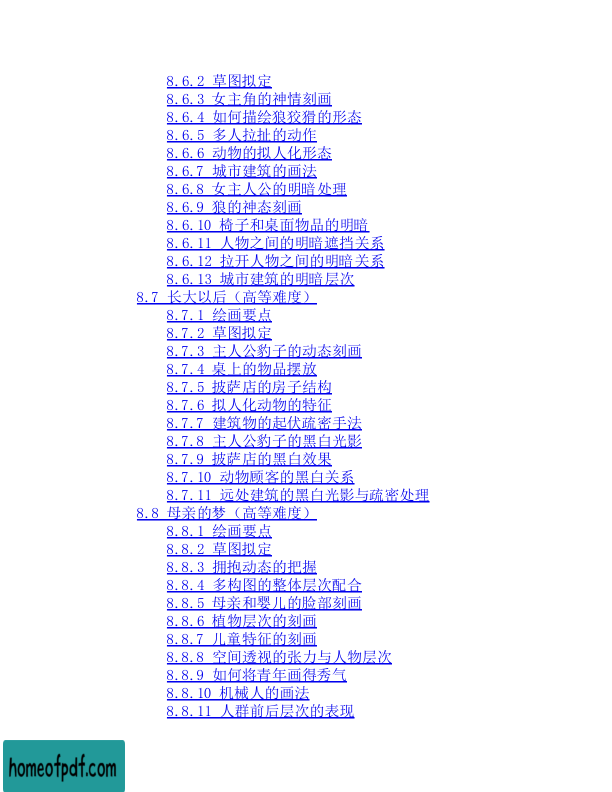 8.6.2 草图拟定
8.6.3 女主角的神情刻画
8.6.4 如何描绘狼狡猾的形态
8.6.5 多人拉扯的动作
8.6.6 动物的拟人化形态
8.6.7 城市建筑的画法
8.6.8 女主人公的明暗处理
8.6.9 狼的神态刻画
8.6.10 椅子和桌面物品的明暗
8.6.11 人物之间的明暗遮挡关系
8.6.12 拉开人物之间的明暗关系
8.6.13 城市建筑的明暗层次
8.7 长大以后（高等难度）
8.7.1 绘画要点
8.7.2 草图拟定
8.7.3 主人公豹子的动态刻画
8.7.4 桌上的物品摆放
8.7.5 披萨店的房子结构
8.7.6 拟人化动物的特征
8.7.7 建筑物的起伏疏密手法
8.7.8 主人公豹子的黑白光影
8.7.9 披萨店的黑白效果
8.7.10 动物顾客的黑白关系
8.7.11 远处建筑的黑白光影与疏密处理
8.8 母亲的梦（高等难度）
8.8.1 绘画要点
8.8.2 草图拟定
8.8.3 拥抱动态的把握
8.8.4 多构图的整体层次配合
8.8.5 母亲和婴儿的脸部刻画
8.8.6 植物层次的刻画
8.8.7 儿童特征的刻画
8.8.8 空间透视的张力与人物层次
8.8.9 如何将青年画得秀气
8.8.10 机械人的画法
8.8.11 人群前后层次的表现
homeofpdf.com